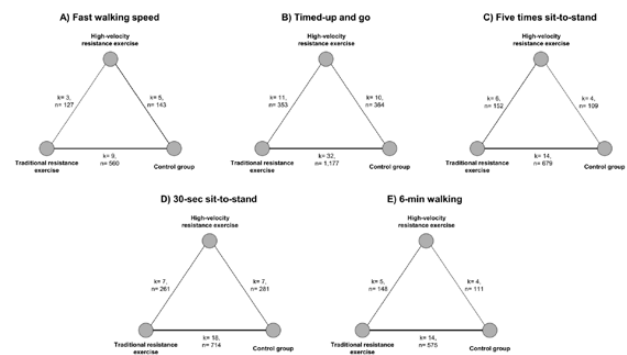 A) Fast walking speed
High-velocity
resistance exercise
k= 3,
n= 127
k= 5,
n= 143
k= 9,
n= 560
Traditional resistance
exercise
Control group
B) Timed-up and go
High-velocity
resistance exercise
k= 11,
n= 353
k= 10,
n= 364
k= 32,
n= 1,177
Traditional resistance
exercise
Control group
C) Five times sit-to-stand
High-velocity
resistance exercise
k= 6,
n= 152
k= 4,
n= 109
k= 14,
n= 679
Traditional resistance
exercise
Control group
D) 30-sec sit-to-stand
High-velocity
resistance exercise
k= 7,
n= 261
k= 7,
n= 281
k= 18,
n= 714
Traditional resistance
exercise
Control group
E) 6-min walking
High-velocity
resistance exercise
k= 5,
n= 148
k= 4,
n= 111
k= 14,
n= 575
Traditional resistance
exercise
Control group